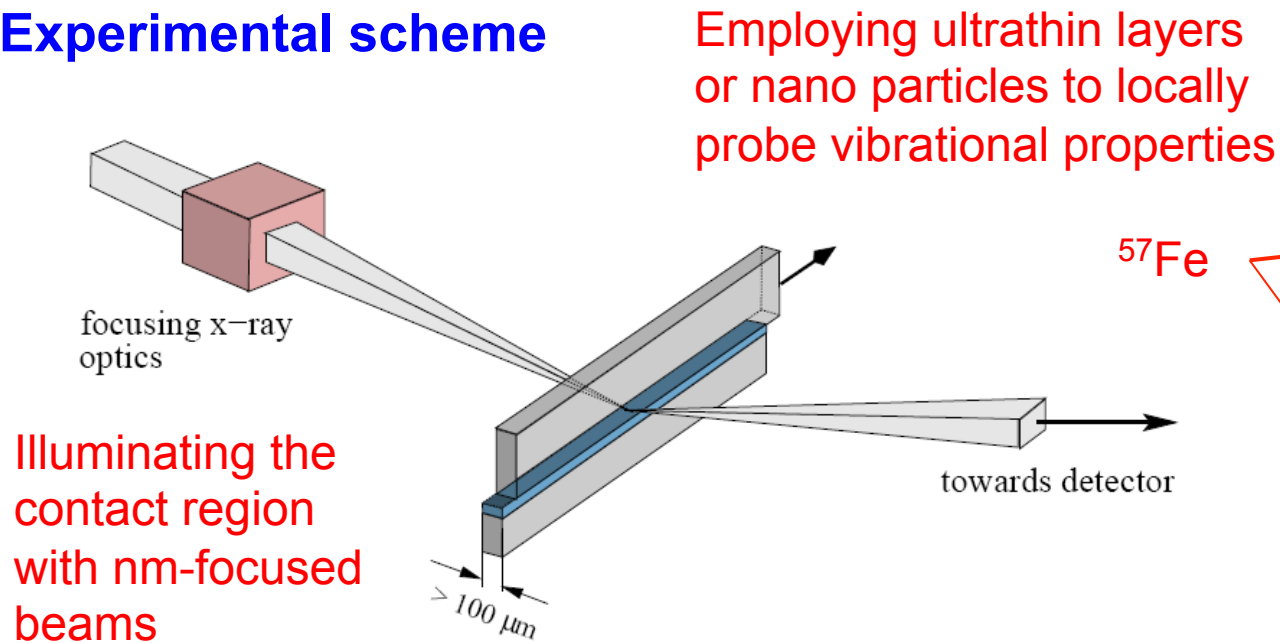 Experimental scheme
Employing ultrathin layers
or nano particles to locally
probe vibrational properties
⁵⁷Fe
focusing x−ray
optics
Illuminating the
contact region
with nm-focused
beams
towards detector
> 100 μm